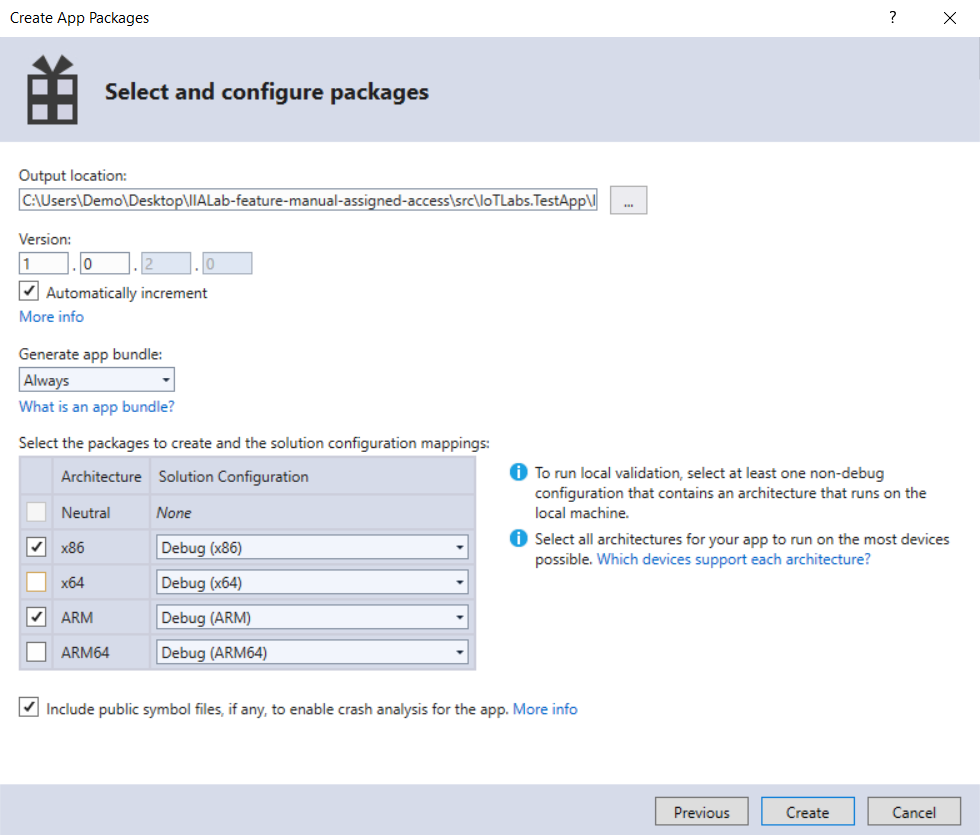 Create App Packages
?
Select and configure packages
Output location:
C:\Users\Demo\Desktop\IIALab-feature-manual-assigned-access\src\IoTLabs.TestApp\I
...
Version:
1 . 0 . 2 . 0
Automatically increment
More info
Generate app bundle:
Always
What is an app bundle?
Select the packages to create and the solution configuration mappings:
Architecture Solution Configuration
Neutral None
x86 Debug (x86)
x64 Debug (x64)
ARM Debug (ARM)
ARM64 Debug (ARM64)
To run local validation, select at least one non-debug
configuration that contains an architecture that runs on the
local machine.
Select all architectures for your app to run on the most devices
possible. Which devices support each architecture?
Include public symbol files, if any, to enable crash analysis for the app. More info
Previous Create Cancel